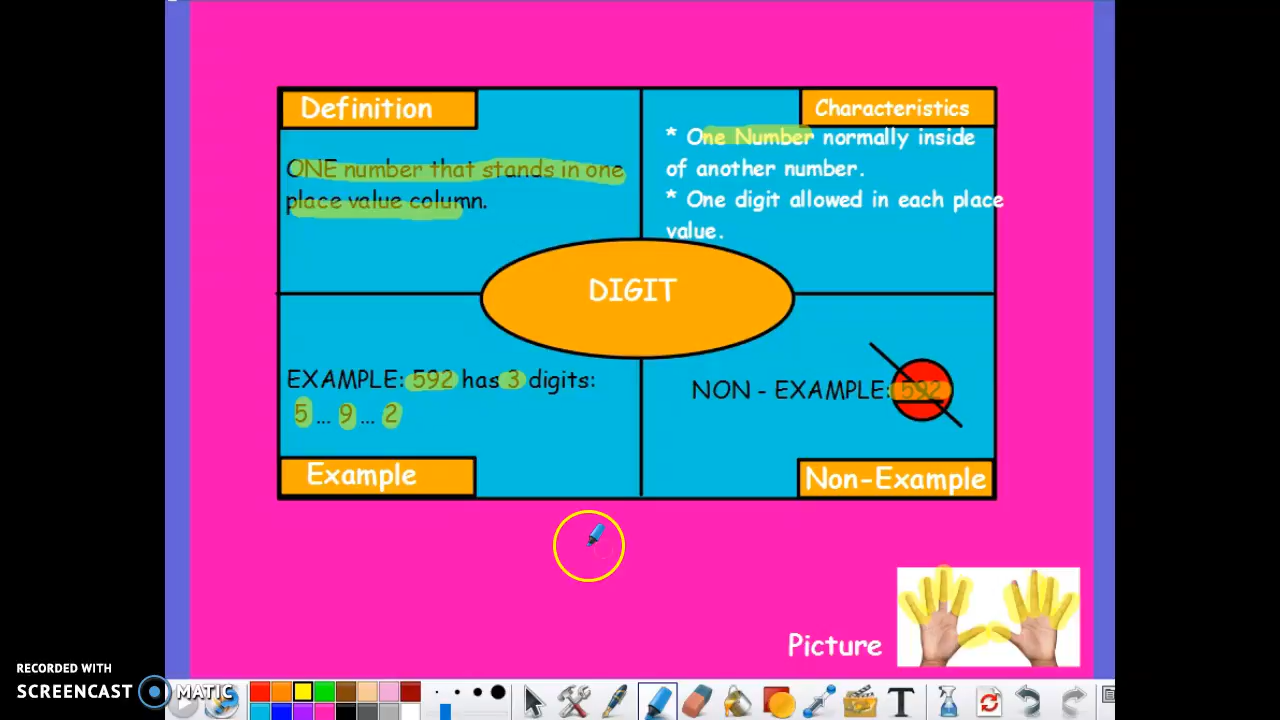 Definition
ONE number that stands in one
place value column.
Characteristics
* One Number normally inside
of another number.
* One digit allowed in each place
value.
DIGIT
EXAMPLE: 592 has 3 digits:
5 ... 9 ... 2
Example
NON - EXAMPLE: 592
Non-Example
Picture
RECORDED WITH
SCREENCAST MATIC
T